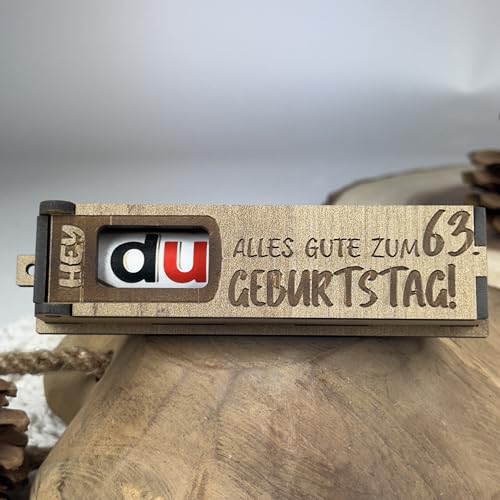 HEY
du
ALLES GUTE ZUM 63.
GEBURTSTAG!